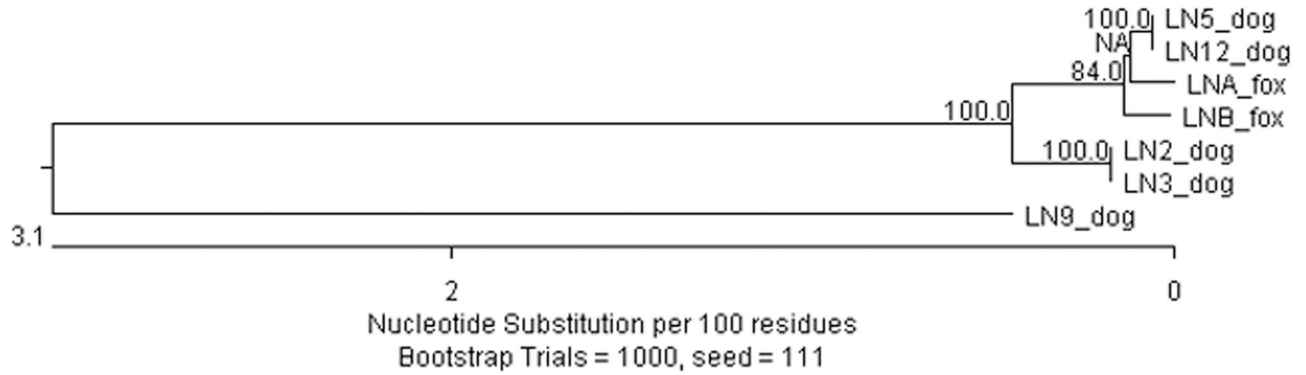 100.0 LN5_dog
LN12_dog
NA
84.0
LNA_fox
100.0
LNB_fox
100.0 LN2_dog
LN3_dog
LN9_dog
3.1
2 0
Nucleotide Substitution per 100 residues
Bootstrap Trials = 1000, seed = 111